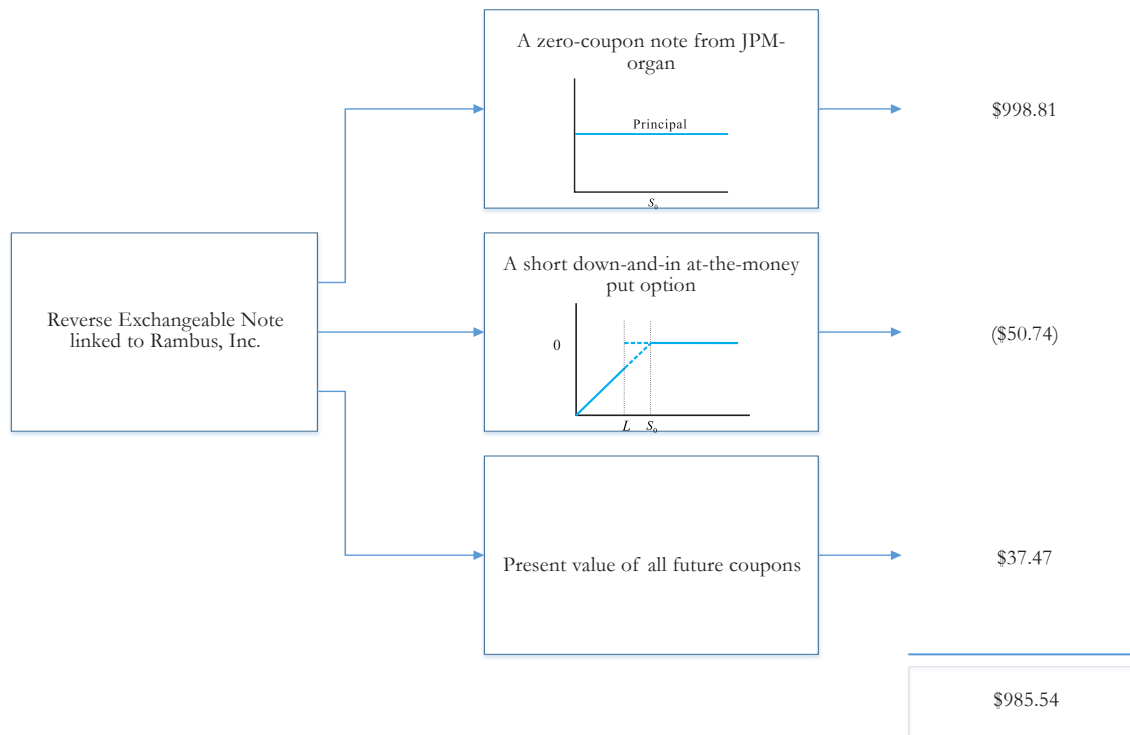 A zero-coupon note from JPM-
organ
Principal
S₀
$998.81
Reverse Exchangeable Note
linked to Rambus, Inc.
A short down-and-in at-the-money
put option
0
L S₀
($50.74)
Present value of all future coupons
$37.47
$985.54